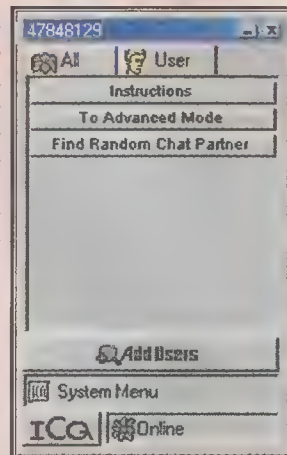 47848129
All User
Instructions
To Advanced Mode
Find Random Chat Partner
Add Users
System Menu
ICQ Online